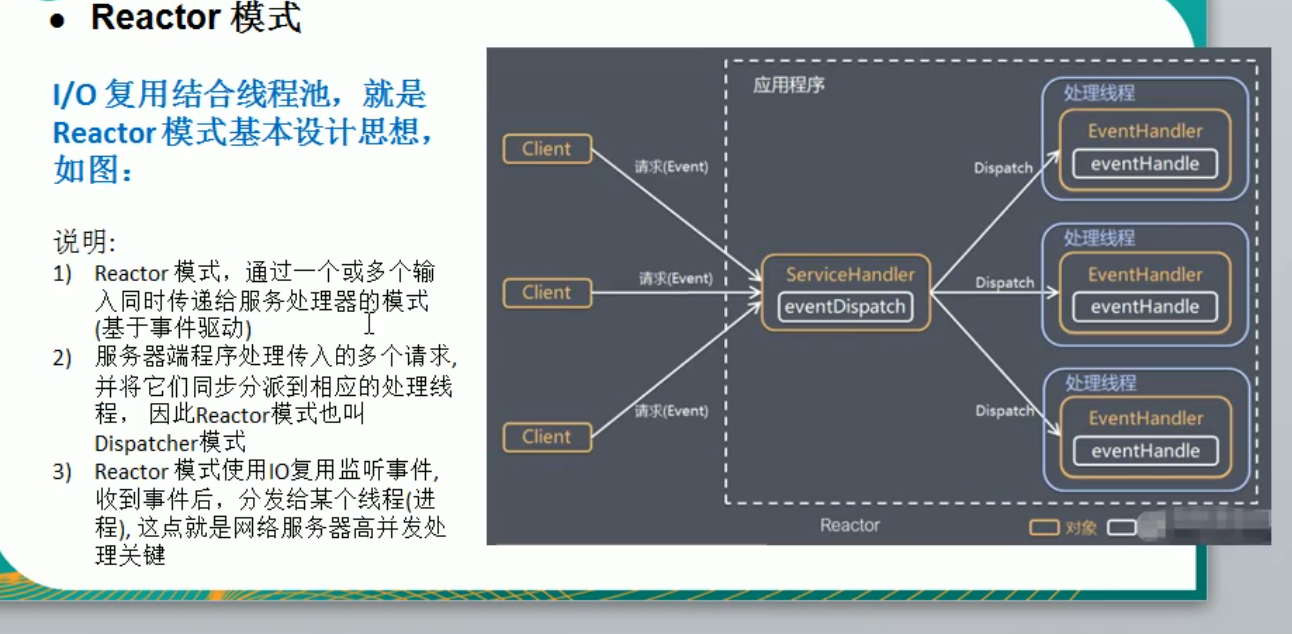 • Reactor 模式
I/O 复用结合线程池，就是
Reactor 模式基本设计思想，
如图：
说明:
1) Reactor 模式，通过一个或多个输
入同时传递给服务处理器的模式
(基于事件驱动)
2) 服务器端程序处理传入的多个请求,
并将它们同步分派到相应的处理线
程， 因此Reactor模式也叫
Dispatcher模式
3) Reactor 模式使用IO复用监听事件,
收到事件后，分发给某个线程(进
程), 这点就是网络服务器高并发处
理关键
应用程序
Client
请求(Event)
Client
请求(Event)
Client
请求(Event)
ServiceHandler
eventDispatch
Dispatch
Dispatch
Dispatch
处理线程
EventHandler
eventHandle
处理线程
EventHandler
eventHandle
处理线程
EventHandler
eventHandle
Reactor
对象